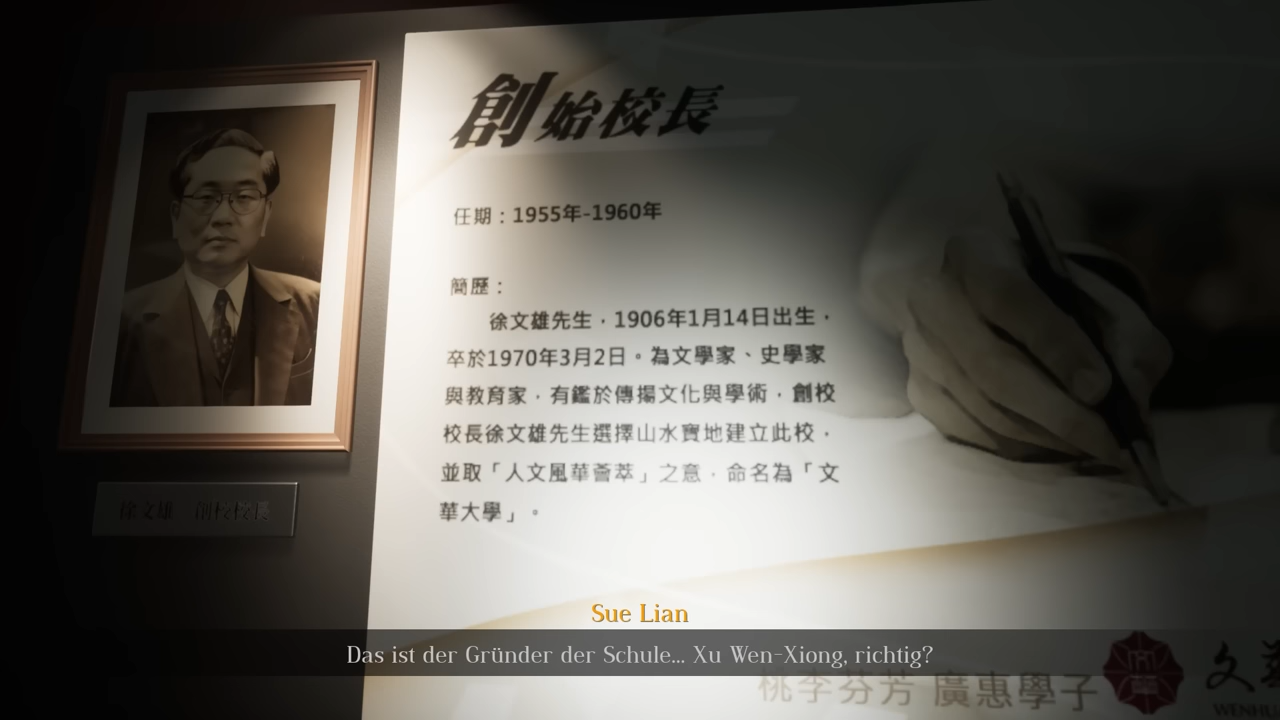 創始校長
任期：1955年-1960年
簡歷：
徐文雄先生，1906年1月14日出生，
卒於1970年3月2日。為文學家、史學家
與教育家，有鑑於傳揚文化與學術，創校
校長徐文雄先生選擇山水寶地建立此校，
並取「人文風華薈萃」之意，命名為「文
華大學」。
徐文雄 創校校長
Sue Lian
Das ist der Gründer der Schule... Xu Wen-Xiong, richtig?
桃李芬芳 廣惠學子
文華
WENHU